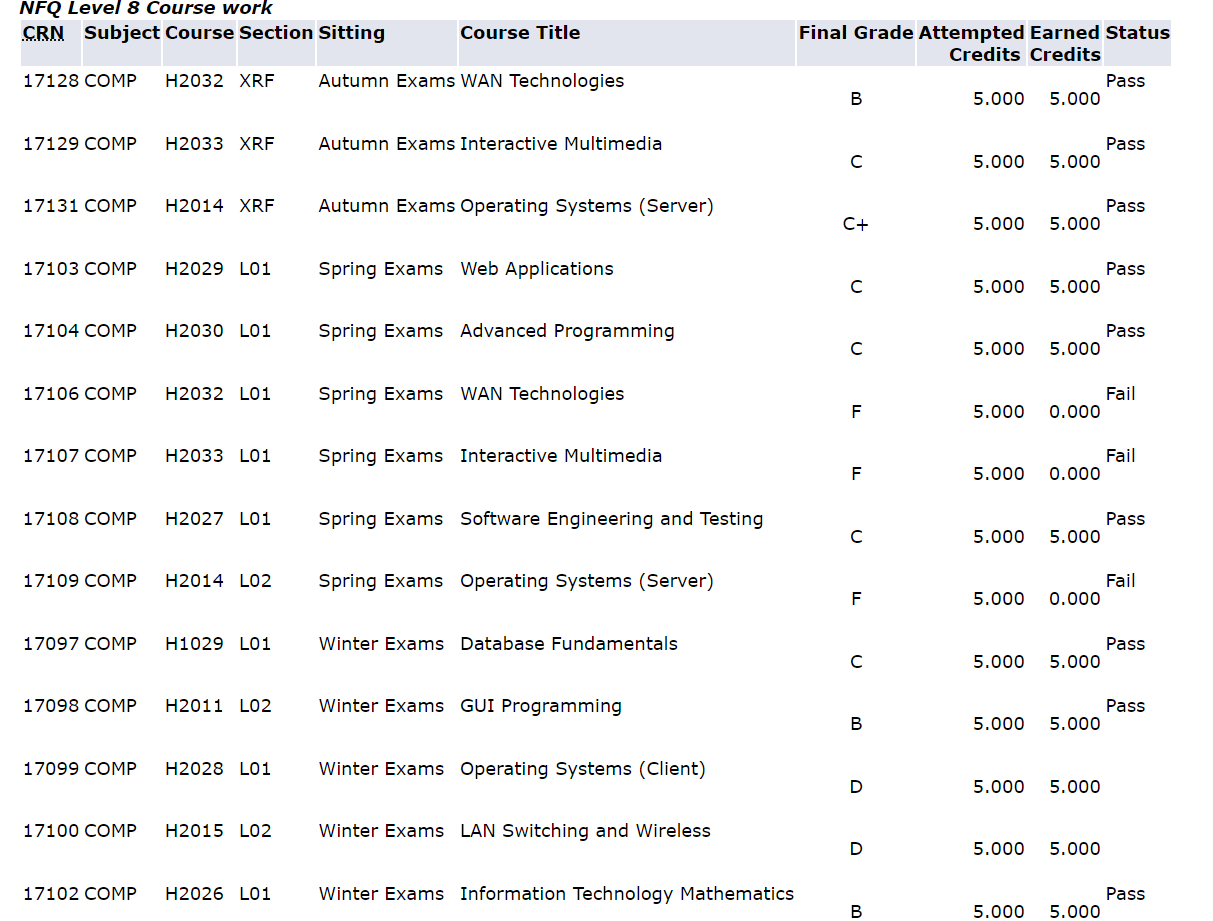 NFQ Level 8 Course work
CRN Subject Course Section Sitting Course Title Final Grade Attempted Credits Earned Credits Status
17128 COMP H2032 XRF Autumn Exams WAN Technologies B 5.000 5.000 Pass
17129 COMP H2033 XRF Autumn Exams Interactive Multimedia C 5.000 5.000 Pass
17131 COMP H2014 XRF Autumn Exams Operating Systems (Server) C+ 5.000 5.000 Pass
17103 COMP H2029 L01 Spring Exams Web Applications C 5.000 5.000 Pass
17104 COMP H2030 L01 Spring Exams Advanced Programming C 5.000 5.000 Pass
17106 COMP H2032 L01 Spring Exams WAN Technologies F 5.000 0.000 Fail
17107 COMP H2033 L01 Spring Exams Interactive Multimedia F 5.000 0.000 Fail
17108 COMP H2027 L01 Spring Exams Software Engineering and Testing C 5.000 5.000 Pass
17109 COMP H2014 L02 Spring Exams Operating Systems (Server) F 5.000 0.000 Fail
17097 COMP H1029 L01 Winter Exams Database Fundamentals C 5.000 5.000 Pass
17098 COMP H2011 L02 Winter Exams GUI Programming B 5.000 5.000 Pass
17099 COMP H2028 L01 Winter Exams Operating Systems (Client) D 5.000 5.000
17100 COMP H2015 L02 Winter Exams LAN Switching and Wireless D 5.000 5.000
17102 COMP H2026 L01 Winter Exams Information Technology Mathematics B 5.000 5.000 Pass